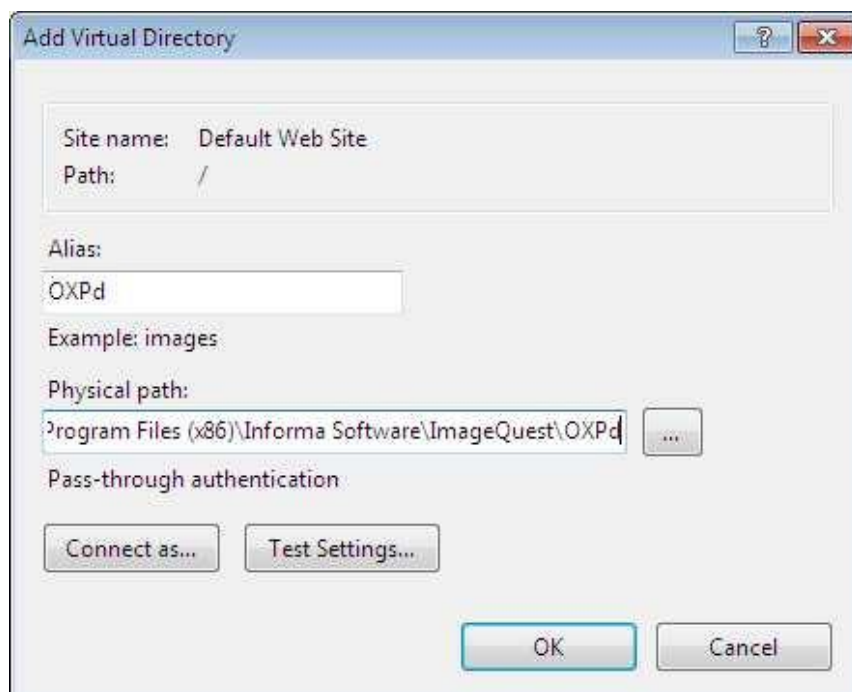 Add Virtual Directory
?
Site name: Default Web Site
Path: /
Alias:
OXPd
Example: images
Physical path:
Program Files (x86)\Informa Software\ImageQuest\OXPd
...
Pass-through authentication
Connect as... Test Settings...
OK Cancel